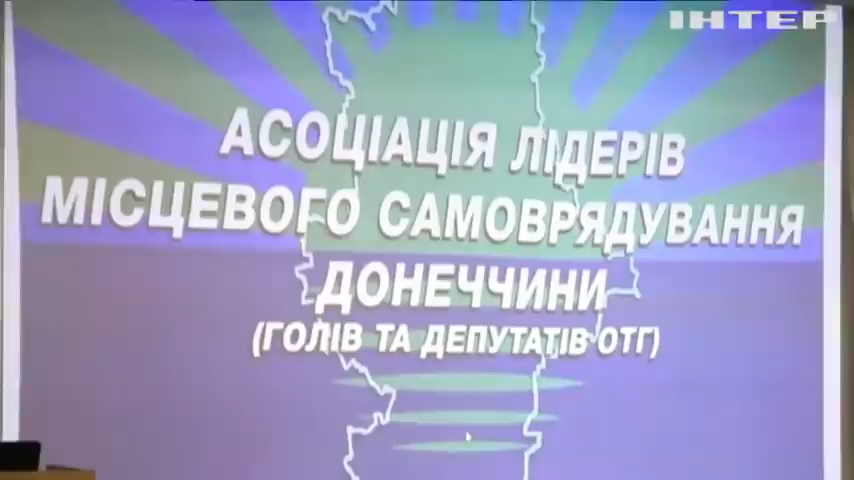 ІНТЕР
АСОЦІАЦІЯ ЛІДЕРІВ
МІСЦЕВОГО САМОВРЯДУВАННЯ
ДОНЕЧЧИНИ
(ГОЛІВ ТА ДЕПУТАТІВ ОТГ)